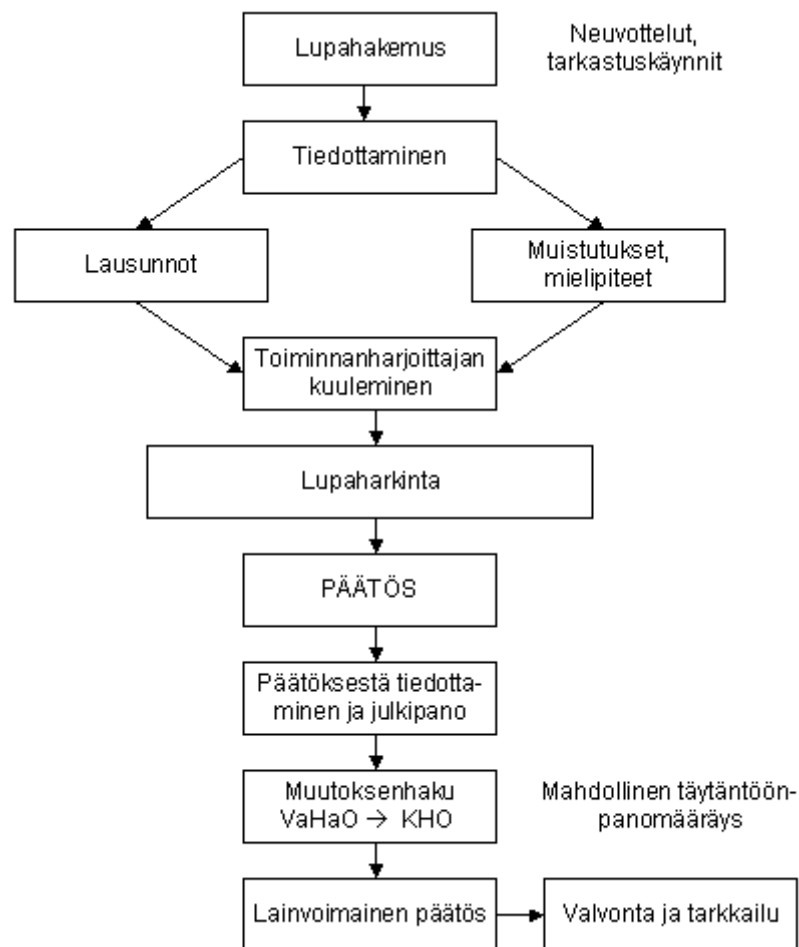 Lupahakemus
Neuvottelut,
tarkastuskäynnit
Tiedottaminen
Lausunnot
Muistutukset,
mielipiteet
Toiminnanharjoittajan
kuuleminen
Lupaharkinta
PÄÄTÖS
Päätöksestä tiedotta-
minen ja julkipano
Muutoksenhaku
VaHaO → KHO
Mahdollinen täytäntöön-
panomääräys
Lainvoimainen päätös
Valvonta ja tarkkailu